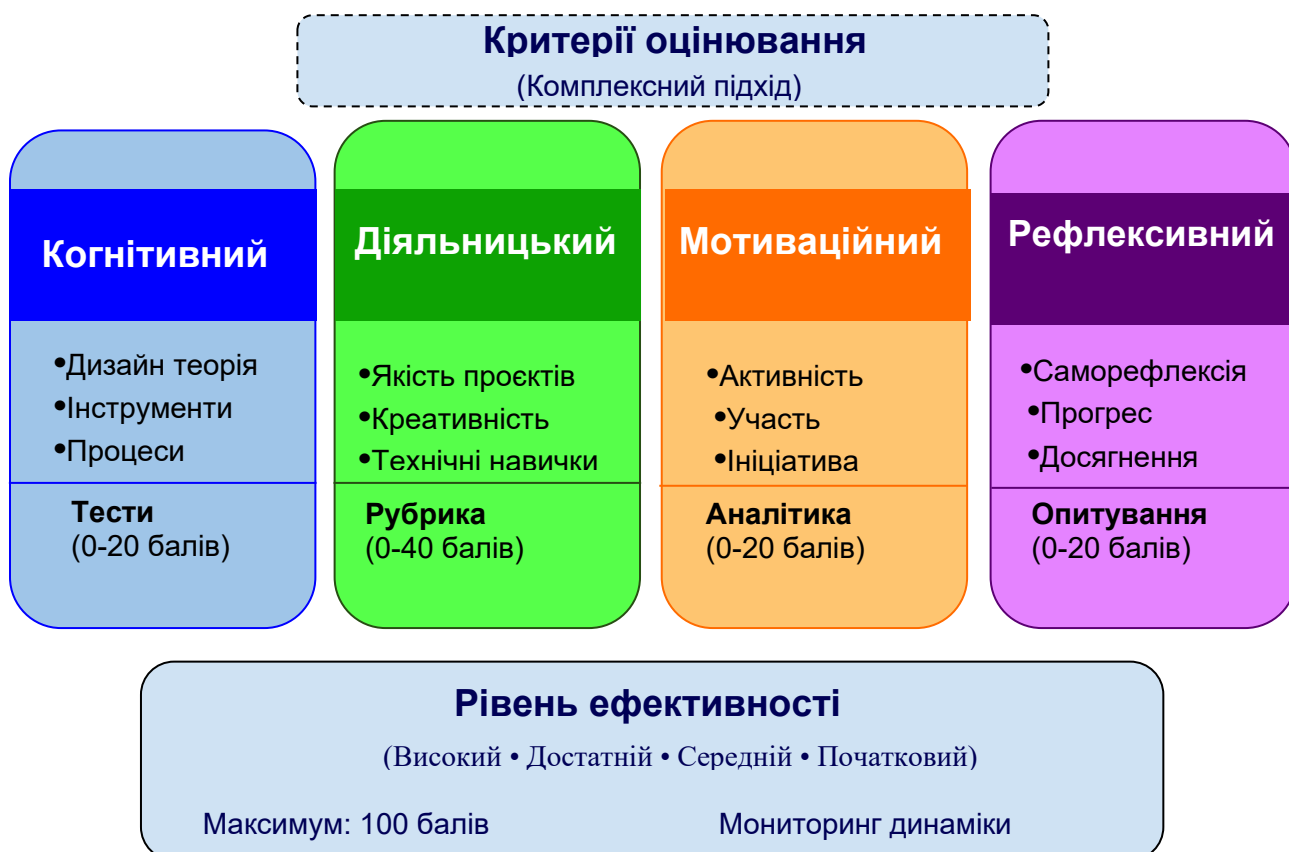 Критерії оцінювання
(Комплексний підхід)
Когнітивний
•Дизайн теорія
•Інструменти
•Процеси
Тести
(0-20 балів)
Діяльницький
•Якість проєктів
•Креативність
•Технічні навички
Рубрика
(0-40 балів)
Мотиваційний
•Активність
•Участь
•Ініціатива
Аналітика
(0-20 балів)
Рефлексивний
•Саморефлексія
•Прогрес
•Досягнення
Опитування
(0-20 балів)
Рівень ефективності
(Високий • Достатній • Середній • Початковий)
Максимум: 100 балів
Мониторинг динаміки